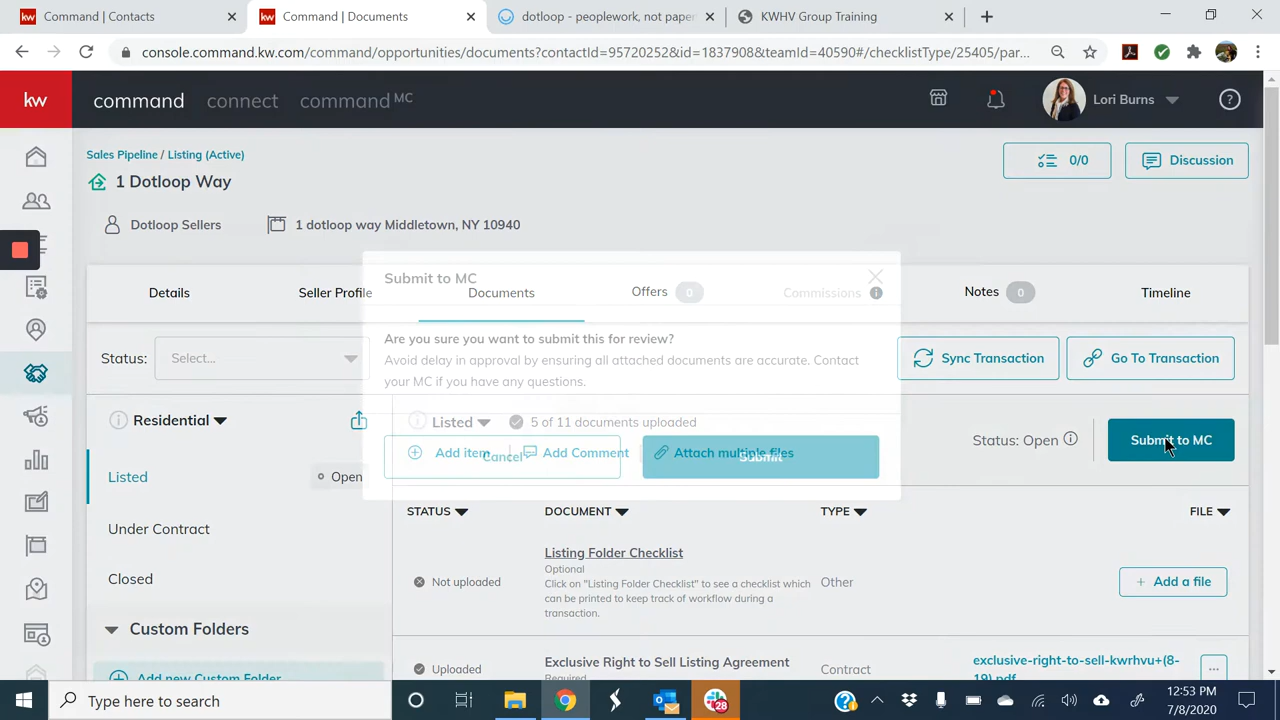 Command | Contacts
Command | Documents
dotloop - peoplework, not paper
KWHV Group Training
console.command.kw.com/command/opportunities/documents?contactId=95720252&id=1837908&teamId=40590#/checklistType/25405/par...
kw
command
connect
command MC
Lori Burns
Sales Pipeline / Listing (Active)
1 Dotloop Way
0/0
Discussion
Dotloop Sellers
1 dotloop way Middletown, NY 10940
Submit to MC
Details
Seller Profile
Documents
Offers 0
Commissions
Notes 0
Timeline
Are you sure you want to submit this for review?
Avoid delay in approval by ensuring all attached documents are accurate. Contact
your MC if you have any questions.
Status:
Select...
Sync Transaction
Go To Transaction
Residential
Listed
5 of 11 documents uploaded
Status: Open
Submit to MC
Add item
Cancel
Add Comment
Attach multiple files
Submit
Listed
Open
Under Contract
Closed
Custom Folders
Add new Custom Folder
STATUS
DOCUMENT
TYPE
FILE
Not uploaded
Listing Folder Checklist
Optional
Click on "Listing Folder Checklist" to see a checklist which
can be printed to keep track of workflow during a
transaction.
Other
+ Add a file
Uploaded
Exclusive Right to Sell Listing Agreement
Required
Contract
exclusive-right-to-sell-kwrhvu+(8-
19).pdf
...
Type here to search
28
12:53 PM
7/8/2020